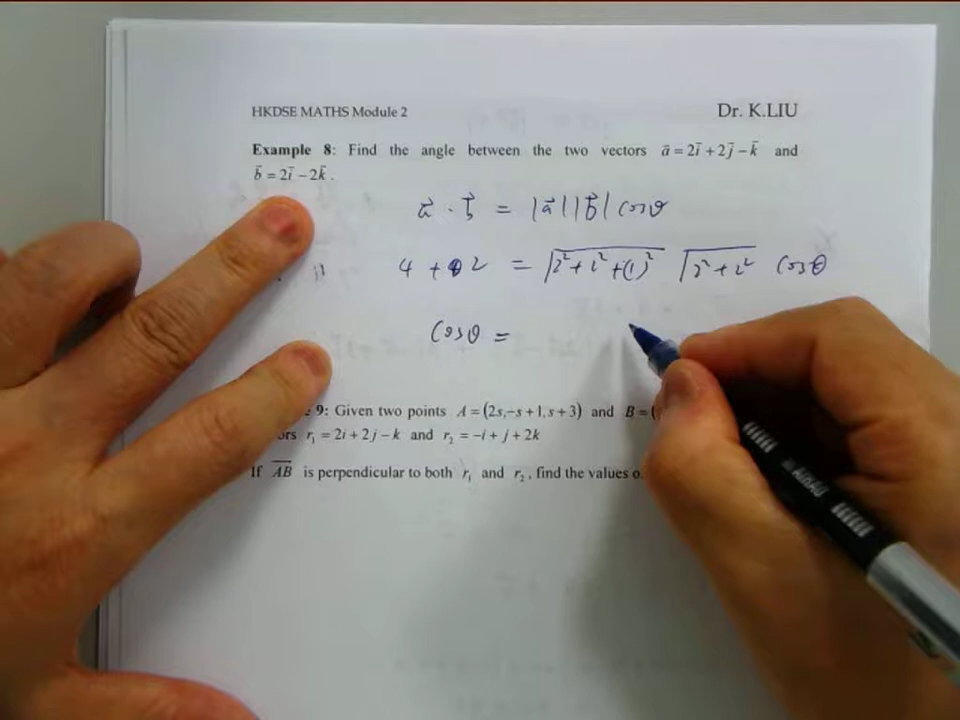 HKDSE MATHS Module 2 Dr. K.LIU
Example 8: Find the angle between the two vectors a⃗ = 2i⃗ + 2j⃗ − k⃗ and
b⃗ = 2i⃗ − 2k⃗ .
a⃗ · b⃗ = |a⃗||b⃗| cosθ
4 + 2 = √(2² + 2² + (1)²) √(2² + 2²) cosθ
cosθ =
9: Given two points A = (2s, −s + 1, s + 3) and B = (
r₁ = 2i + 2j − k and r₂ = −i + j + 2k
If AB is perpendicular to both r₁ and r₂, find the values